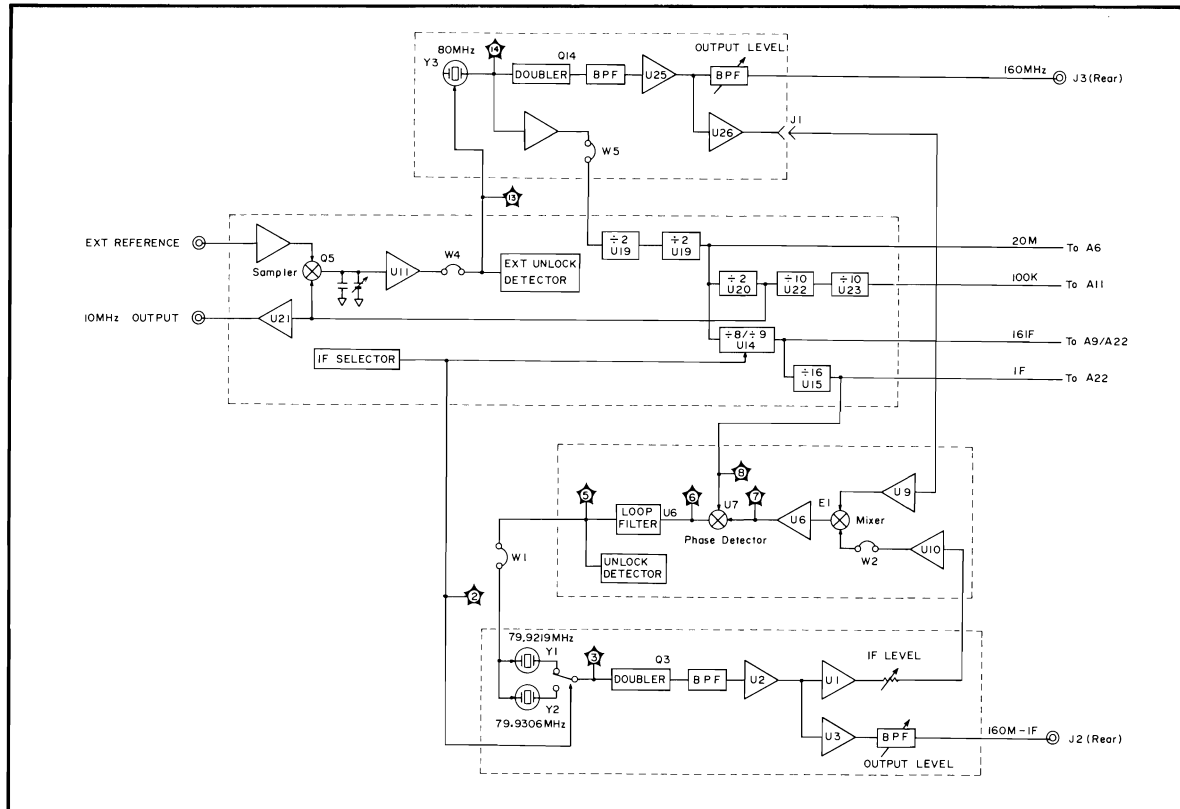 80MHz
Y3
14
Q14
DOUBLER
BPF
U25
OUTPUT LEVEL
BPF
160MHz
J3 (Rear)
U26
J1
W5
13
EXT REFERENCE
Sampler
Q5
U11
W4
EXT UNLOCK
DETECTOR
÷2
U19
÷2
U19
20M
To A6
÷2
U20
÷10
U22
÷10
U23
100K
To A11
10MHz OUTPUT
U21
÷8/÷9
U14
16IF
To A9/A22
IF SELECTOR
÷16
U15
IF
To A22
5
LOOP
FILTER
U6
6
8
U7
Phase Detector
7
U6
E1
Mixer
U9
W2
U10
W1
UNLOCK
DETECTOR
2
79.9219MHz
Y1
Y2
79.9306MHz
3
Q3
DOUBLER
BPF
U2
U1
IF LEVEL
U3
BPF
OUTPUT LEVEL
160M-IF
J2 (Rear)